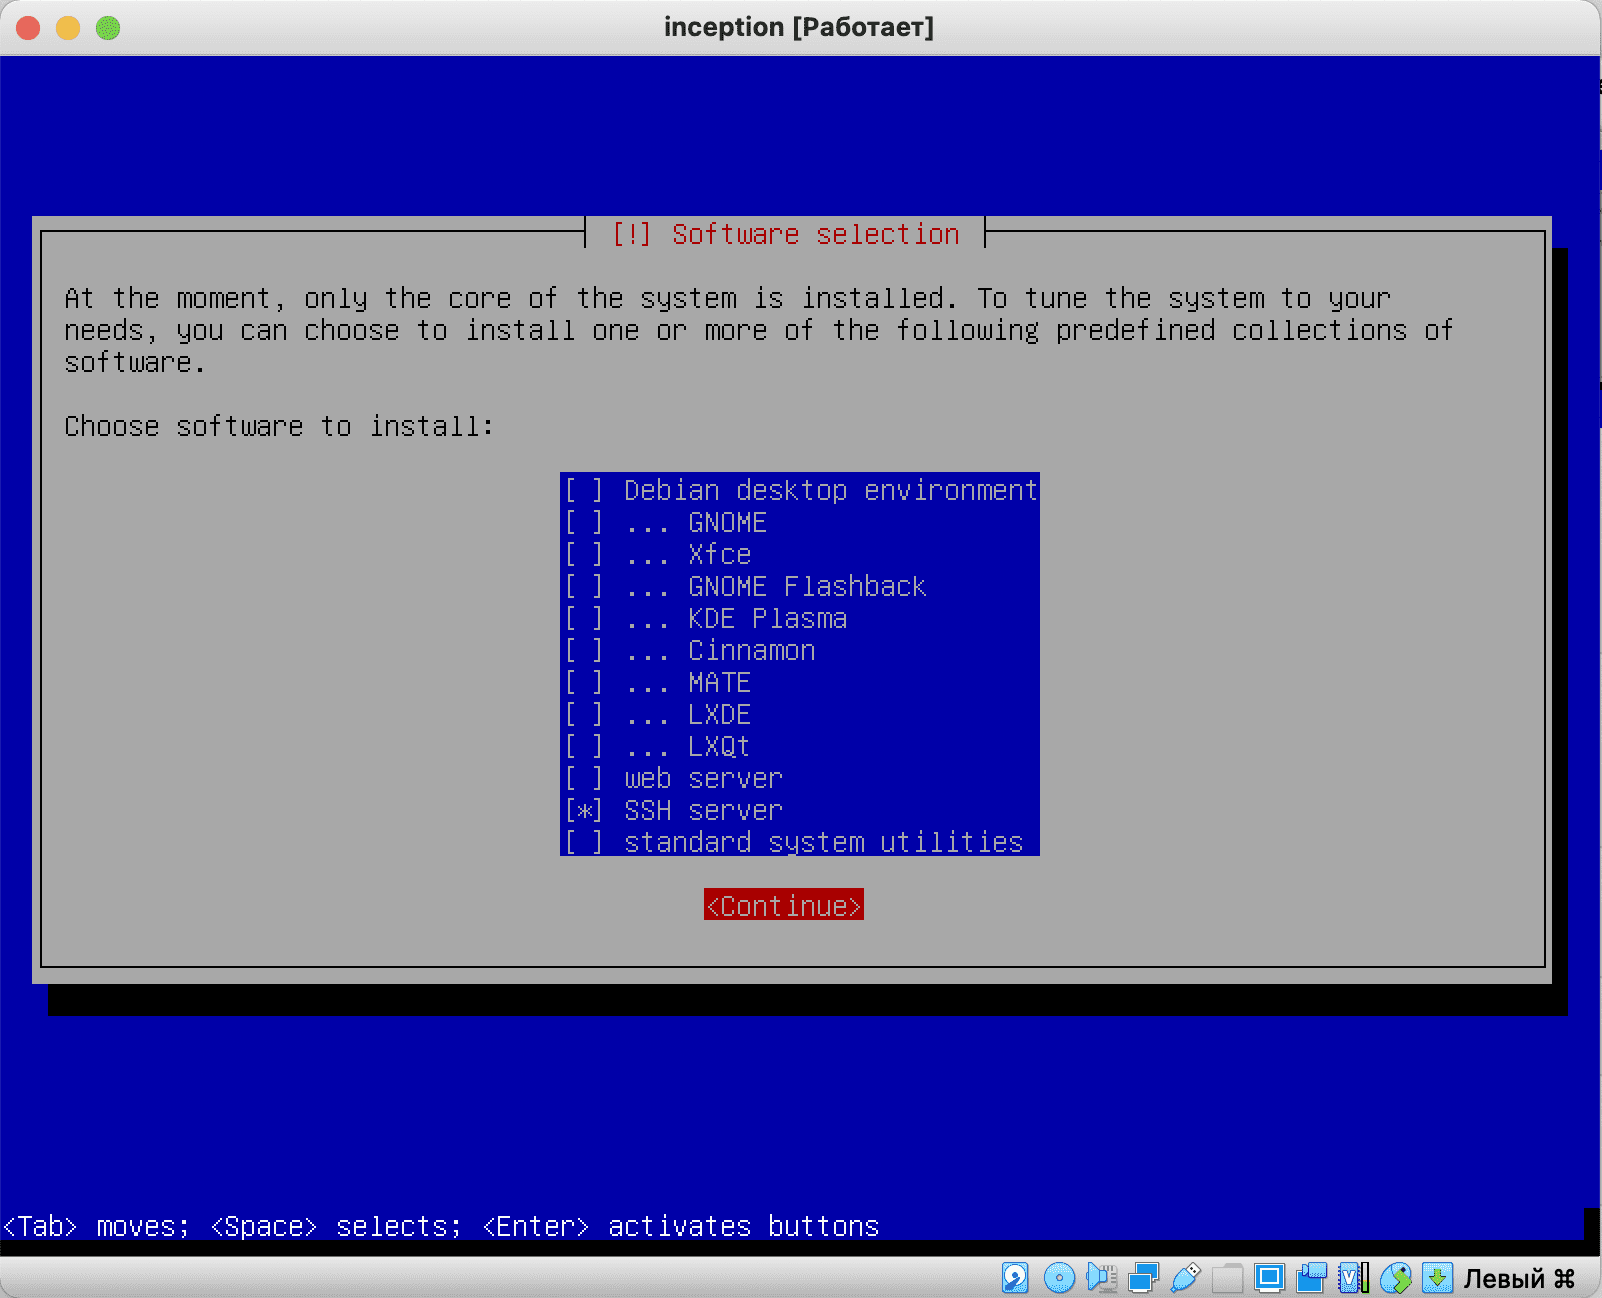 inception [Работает]
[!] Software selection
At the moment, only the core of the system is installed. To tune the system to your
needs, you can choose to install one or more of the following predefined collections of
software.
Choose software to install:
[ ] Debian desktop environment
[ ] ... GNOME
[ ] ... Xfce
[ ] ... GNOME Flashback
[ ] ... KDE Plasma
[ ] ... Cinnamon
[ ] ... MATE
[ ] ... LXDE
[ ] ... LXQt
[ ] web server
[*] SSH server
[ ] standard system utilities
<Continue>
<Tab> moves; <Space> selects; <Enter> activates buttons
Левый ⌘